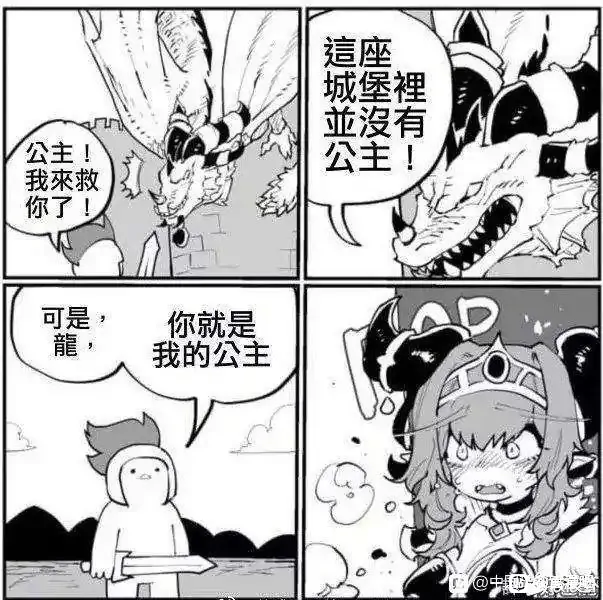 公主！
我來救
你了！
這座
城堡裡
並沒有
公主！
可是，
龍，
你就是
我的公主